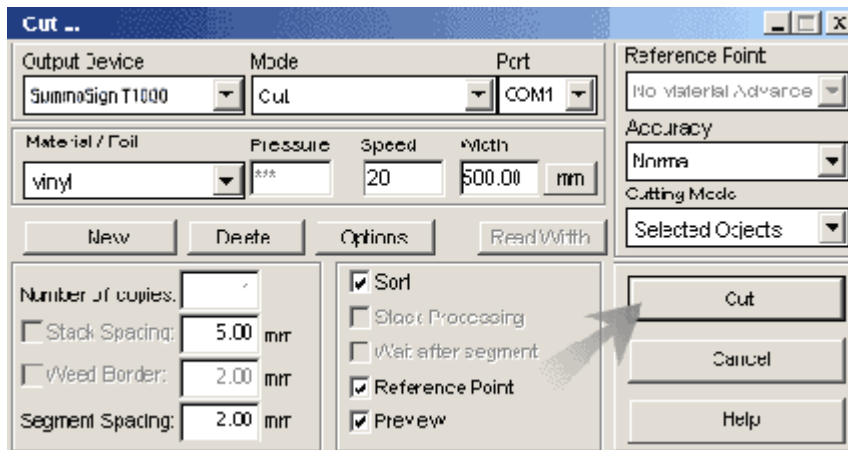 Cut ...
Output Device Mode Port
SummaSign T1000 Cut COM1
Material / Foil Pressure Speed Width
vinyl *** 20 500.00 mm
New Delete Options Read Width
Number of copies:
Stack Spacing: 5.00 mm
Weed Border: 2.00 mm
Segment Spacing: 2.00 mm
Sort
Stack Processing
Wait after segment
Reference Point
Preview
Reference Point
No Material Advance
Accuracy
Normal
Cutting Mode
Selected Objects
Cut
Cancel
Help